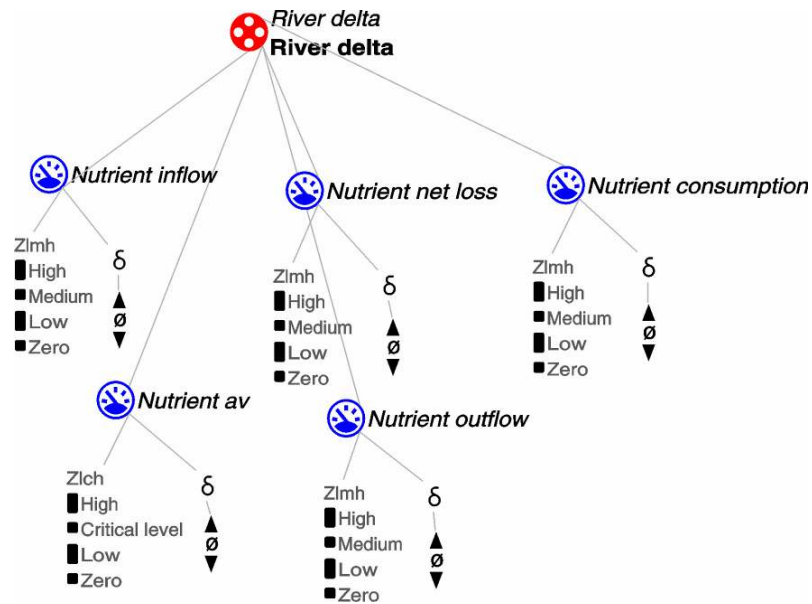 River delta
River delta
Nutrient inflow
Zlmh
High
Medium
Low
Zero
δ
ø
Nutrient net loss
Zlmh
High
Medium
Low
Zero
δ
ø
Nutrient consumption
Zlmh
High
Medium
Low
Zero
δ
ø
Nutrient av
Zlch
High
Critical level
Low
Zero
δ
ø
Nutrient outflow
Zlmh
High
Medium
Low
Zero
δ
ø